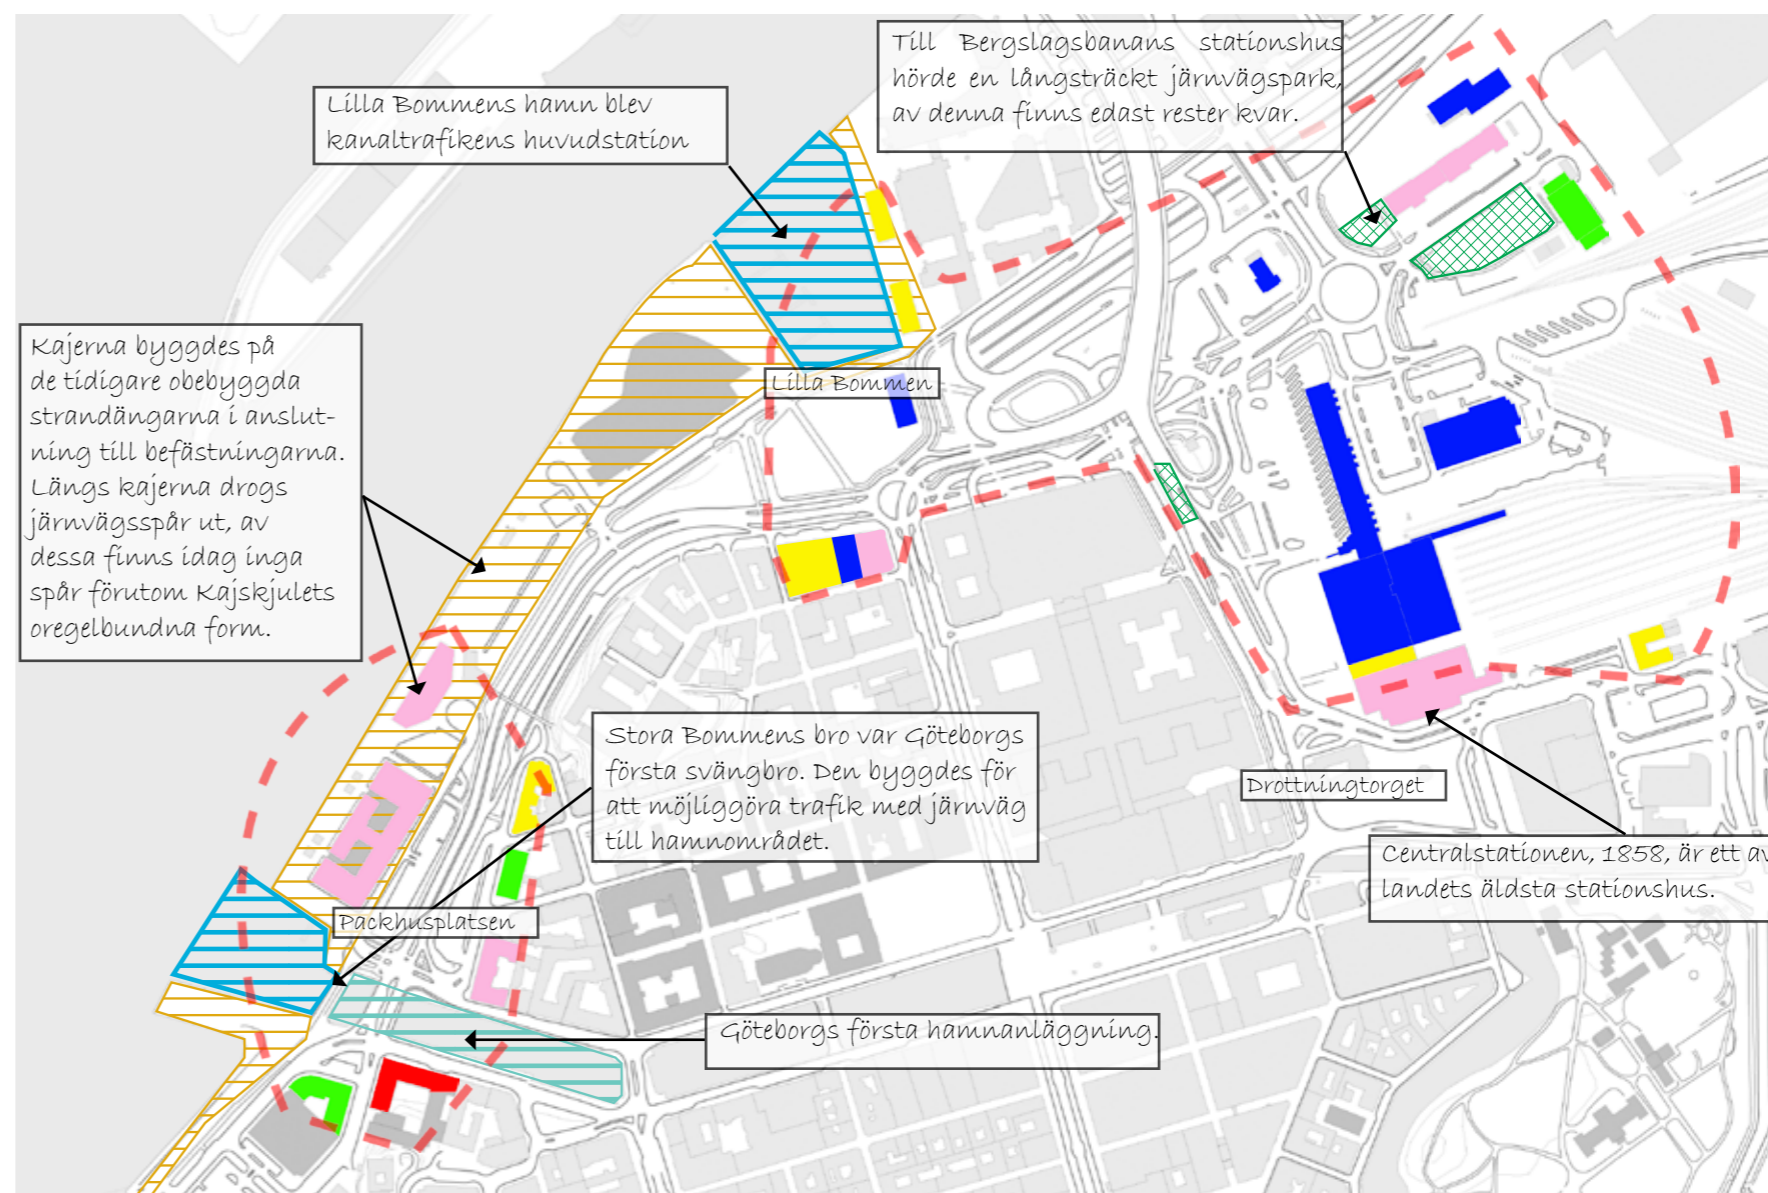 Till Bergslagsbanans stationshus
hörde en långsträckt järnvägspark,
av denna finns edast rester kvar.
Lilla Bommens hamn blev
kanaltrafikens huvudstation
Kajerna byggdes på
de tidigare obebyggda
strandängarna i anslut-
ning till befästningarna.
Längs kajerna drogs
järnvägsspår ut, av
dessa finns idag inga
spår förutom Kajskjulets
oregelbundna form.
Lilla Bommen
Stora Bommens bro var Göteborgs
första svängbro. Den byggdes för
att möjliggöra trafik med järnväg
till hamnområdet.
Drottningtorget
Centralstationen, 1858, är ett av
landets äldsta stationshus.
Packhusplatsen
Göteborgs första hamnanläggning.